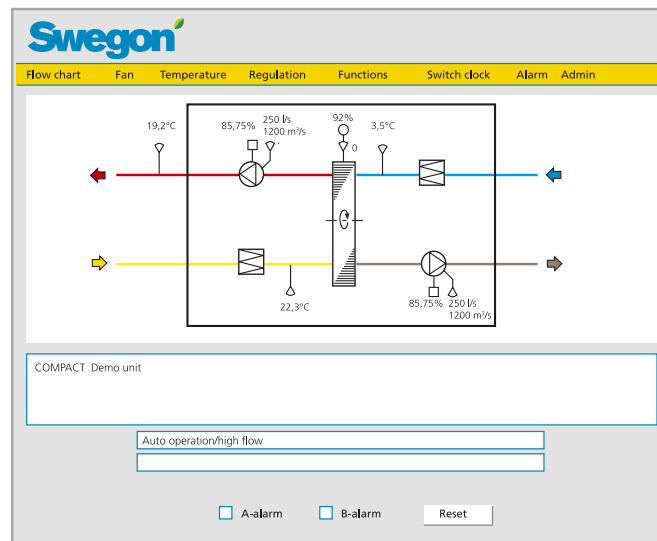 Swegon
Flow chart Fan Temperature Regulation Functions Switch clock Alarm Admin
19,2°C
85,75%
250 l/s
1200 m³/s
92%
0
3,5°C
22,3°C
85,75%
250 l/s
1200 m³/s
COMPACT Demo unit
Auto operation/high flow
A-alarm B-alarm Reset